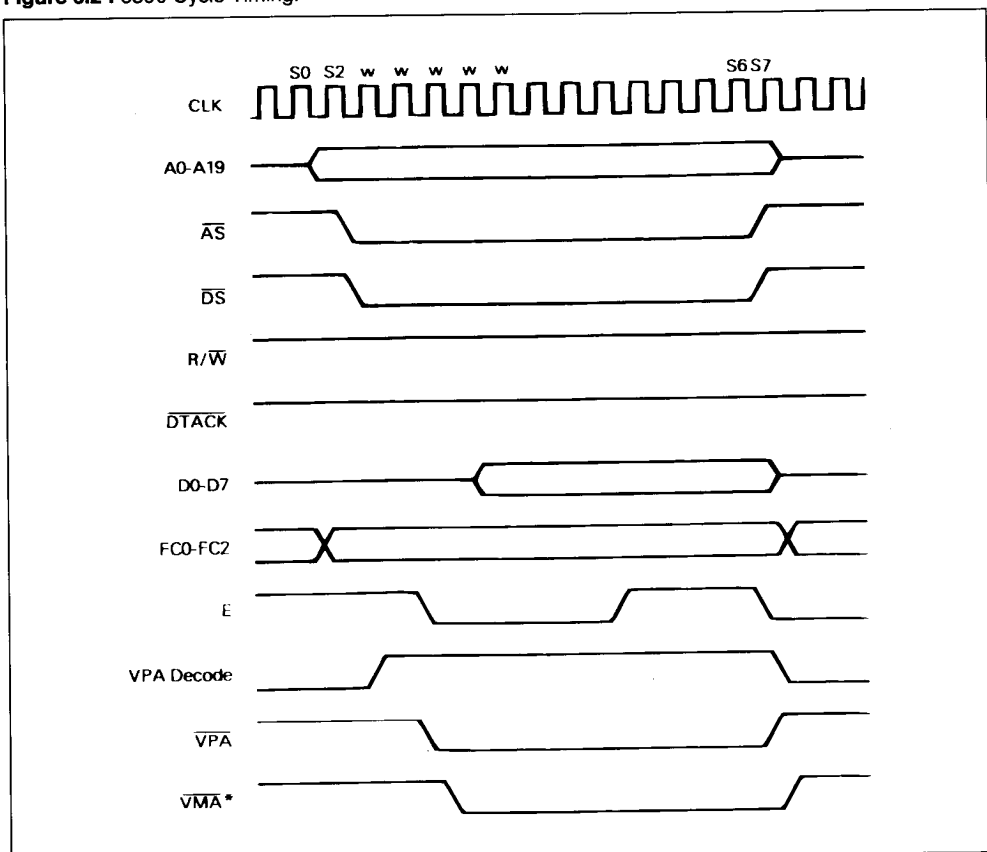 S0 S2 w w w w w S6 S7
CLK
A0-A19
AS
DS
R/W
DTACK
D0-D7
FC0-FC2
E
VPA Decode
VPA
VMA*